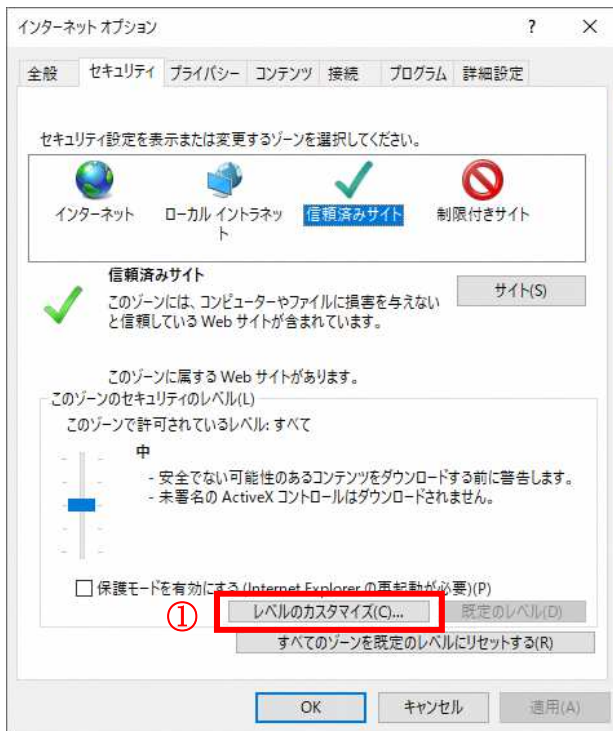 インターネット オプション ? ×
全般 セキュリティ プライバシー コンテンツ 接続 プログラム 詳細設定
セキュリティ設定を表示または変更するゾーンを選択してください。
インターネット ローカル イントラネット 信頼済みサイト 制限付きサイト
信頼済みサイト
サイト(S)
このゾーンには、コンピューターやファイルに損害を与えない
と信頼している Web サイトが含まれています。
このゾーンに属する Web サイトがあります。
このゾーンのセキュリティのレベル(L)
このゾーンで許可されているレベル: すべて
中
- 安全でない可能性のあるコンテンツをダウンロードする前に警告します。
- 未署名の ActiveX コントロールはダウンロードされません。
保護モードを有効にする (Internet Explorer の再起動が必要)(P)
① レベルのカスタマイズ(C)... 既定のレベル(D)
すべてのゾーンを既定のレベルにリセットする(R)
OK キャンセル 適用(A)